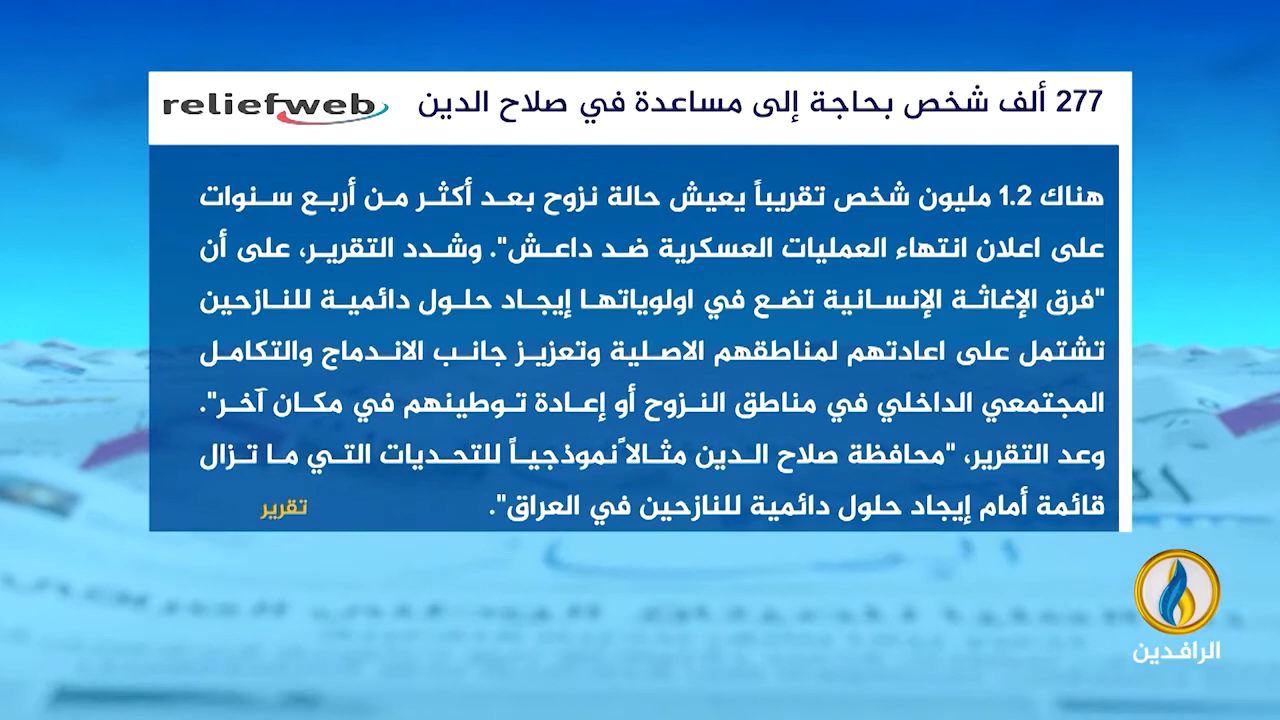 277 ألف شخص بحاجة إلى مساعدة في صلاح الدين
reliefweb
هناك 1.2 مليون شخص تقريباً يعيش حالة نزوح بعد أكثر من أربع سنوات
على اعلان انتهاء العمليات العسكرية ضد داعش". وشدد التقرير، على أن
"فرق الإغاثة الإنسانية تضع في اولوياتها إيجاد حلول دائمية للنازحين
تشتمل على اعادتهم لمناطقهم الاصلية وتعزيز جانب الاندماج والتكامل
المجتمعي الداخلي في مناطق النزوح أو إعادة توطينهم في مكان آخر".
وعد التقرير، "محافظة صلاح الدين مثالاً نموذجياً للتحديات التي ما تزال
قائمة أمام إيجاد حلول دائمية للنازحين في العراق".
تقرير
الرافدين